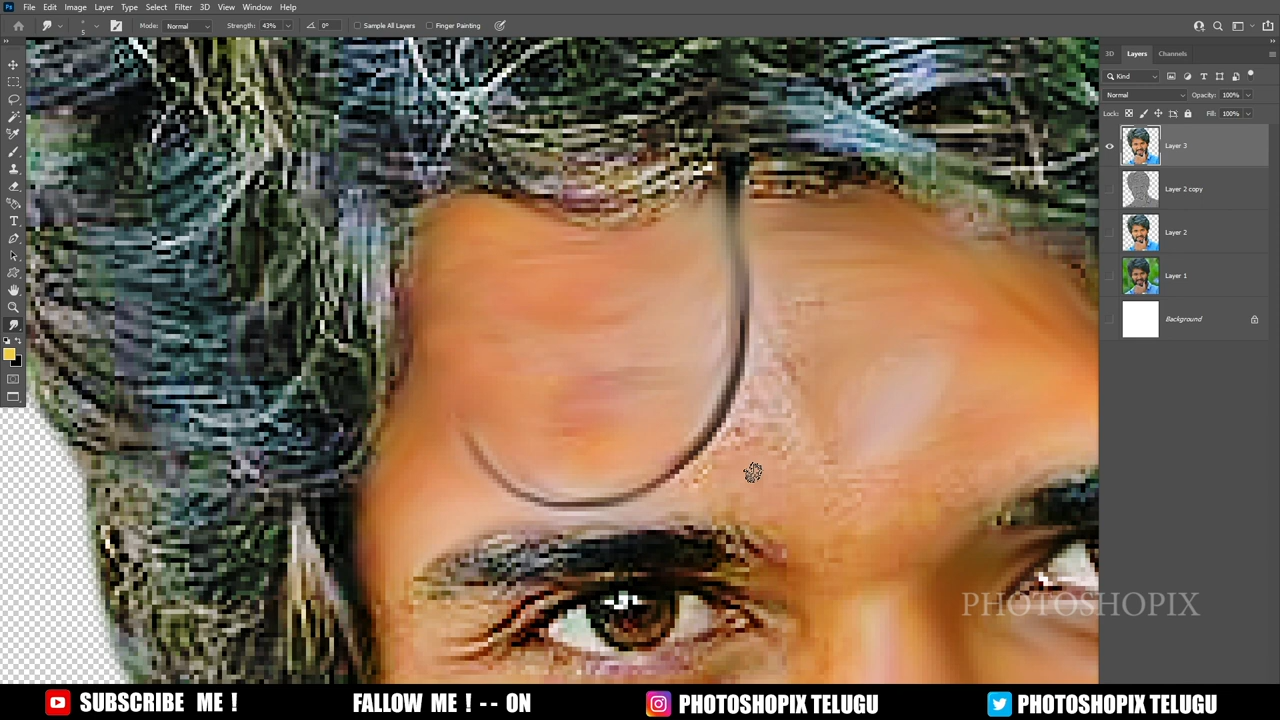 Ps File Edit Image Layer Type Select Filter 3D View Window Help
5 Mode: Normal Strength: 43% 0° Sample All Layers Finger Painting
3D Layers Channels
Kind
Normal Opacity: 100%
Lock: Fill: 100%
Layer 3
Layer 2 copy
Layer 2
Layer 1
Background
PHOTOSHOPIX
SUBSCRIBE ME ! FALLOW ME ! -- ON PHOTOSHOPIX TELUGU PHOTOSHOPIX TELUGU